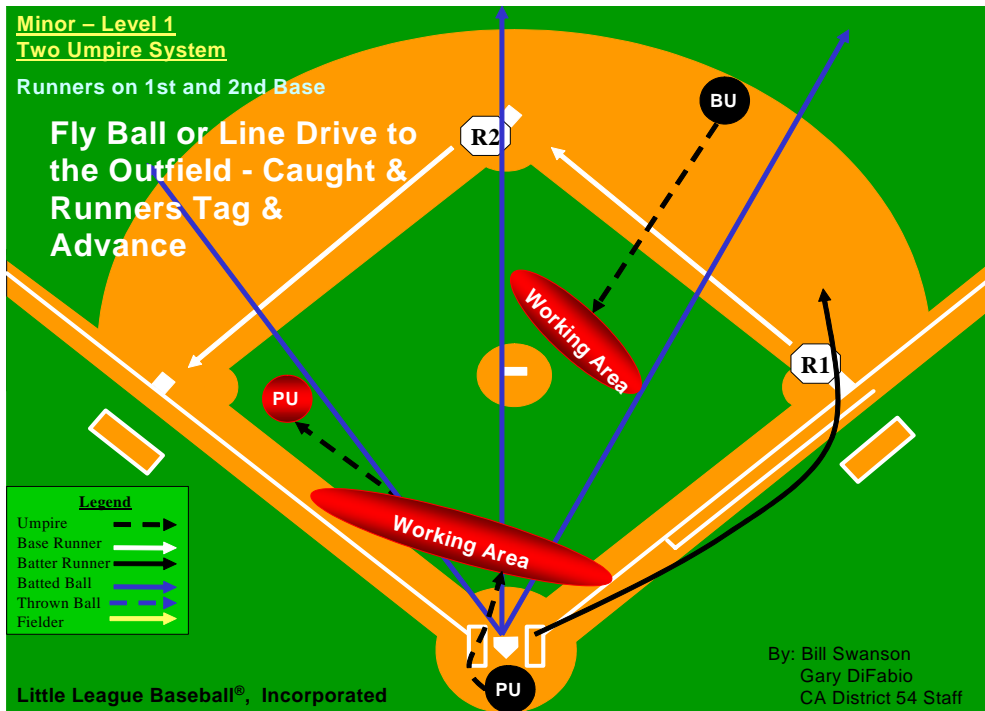 Minor – Level 1
Two Umpire System
Runners on 1st and 2nd Base
Fly Ball or Line Drive to
the Outfield - Caught &
Runners Tag &
Advance
BU
R2
Working Area
R1
PU
Working Area
Legend
Umpire
Base Runner
Batter Runner
Batted Ball
Thrown Ball
Fielder
PU
By: Bill Swanson
Gary DiFabio
CA District 54 Staff
Little League Baseball®, Incorporated